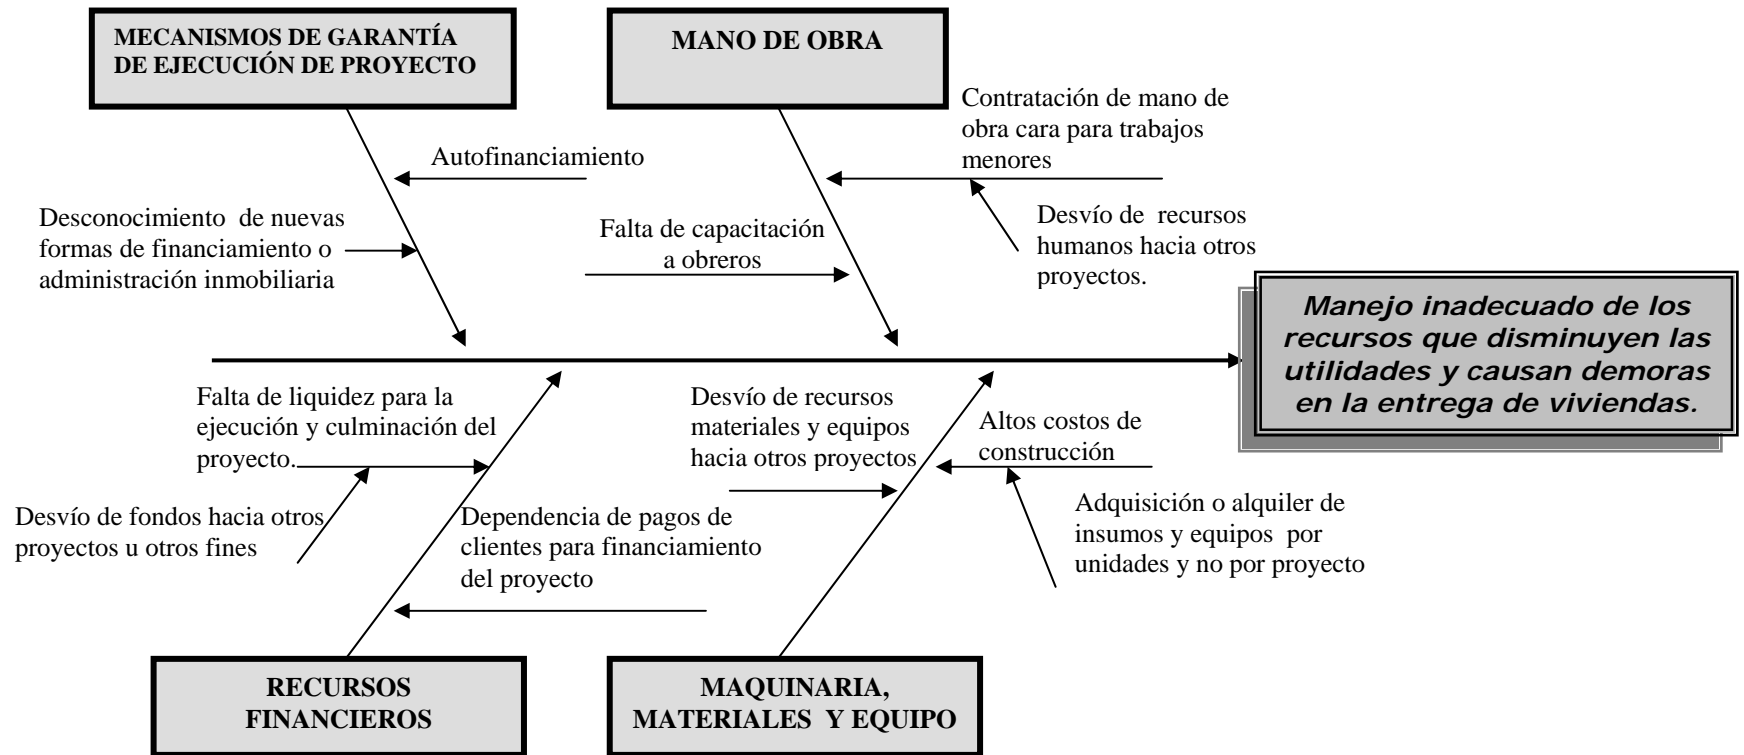 MECANISMOS DE GARANTÍA
DE EJECUCIÓN DE PROYECTO
MANO DE OBRA
Contratación de mano de
obra cara para trabajos
menores
Autofinanciamiento
Desconocimiento de nuevas
formas de financiamiento o
administración inmobiliaria
Falta de capacitación
a obreros
Desvío de recursos
humanos hacia otros
proyectos.
Manejo inadecuado de los
recursos que disminuyen las
utilidades y causan demoras
en la entrega de viviendas.
Falta de liquidez para la
ejecución y culminación del
proyecto.
Desvío de recursos
materiales y equipos
hacia otros proyectos
Altos costos de
construcción
Desvío de fondos hacia otros
proyectos u otros fines
Dependencia de pagos de
clientes para financiamiento
del proyecto
Adquisición o alquiler de
insumos y equipos por
unidades y no por proyecto
RECURSOS
FINANCIEROS
MAQUINARIA,
MATERIALES Y EQUIPO